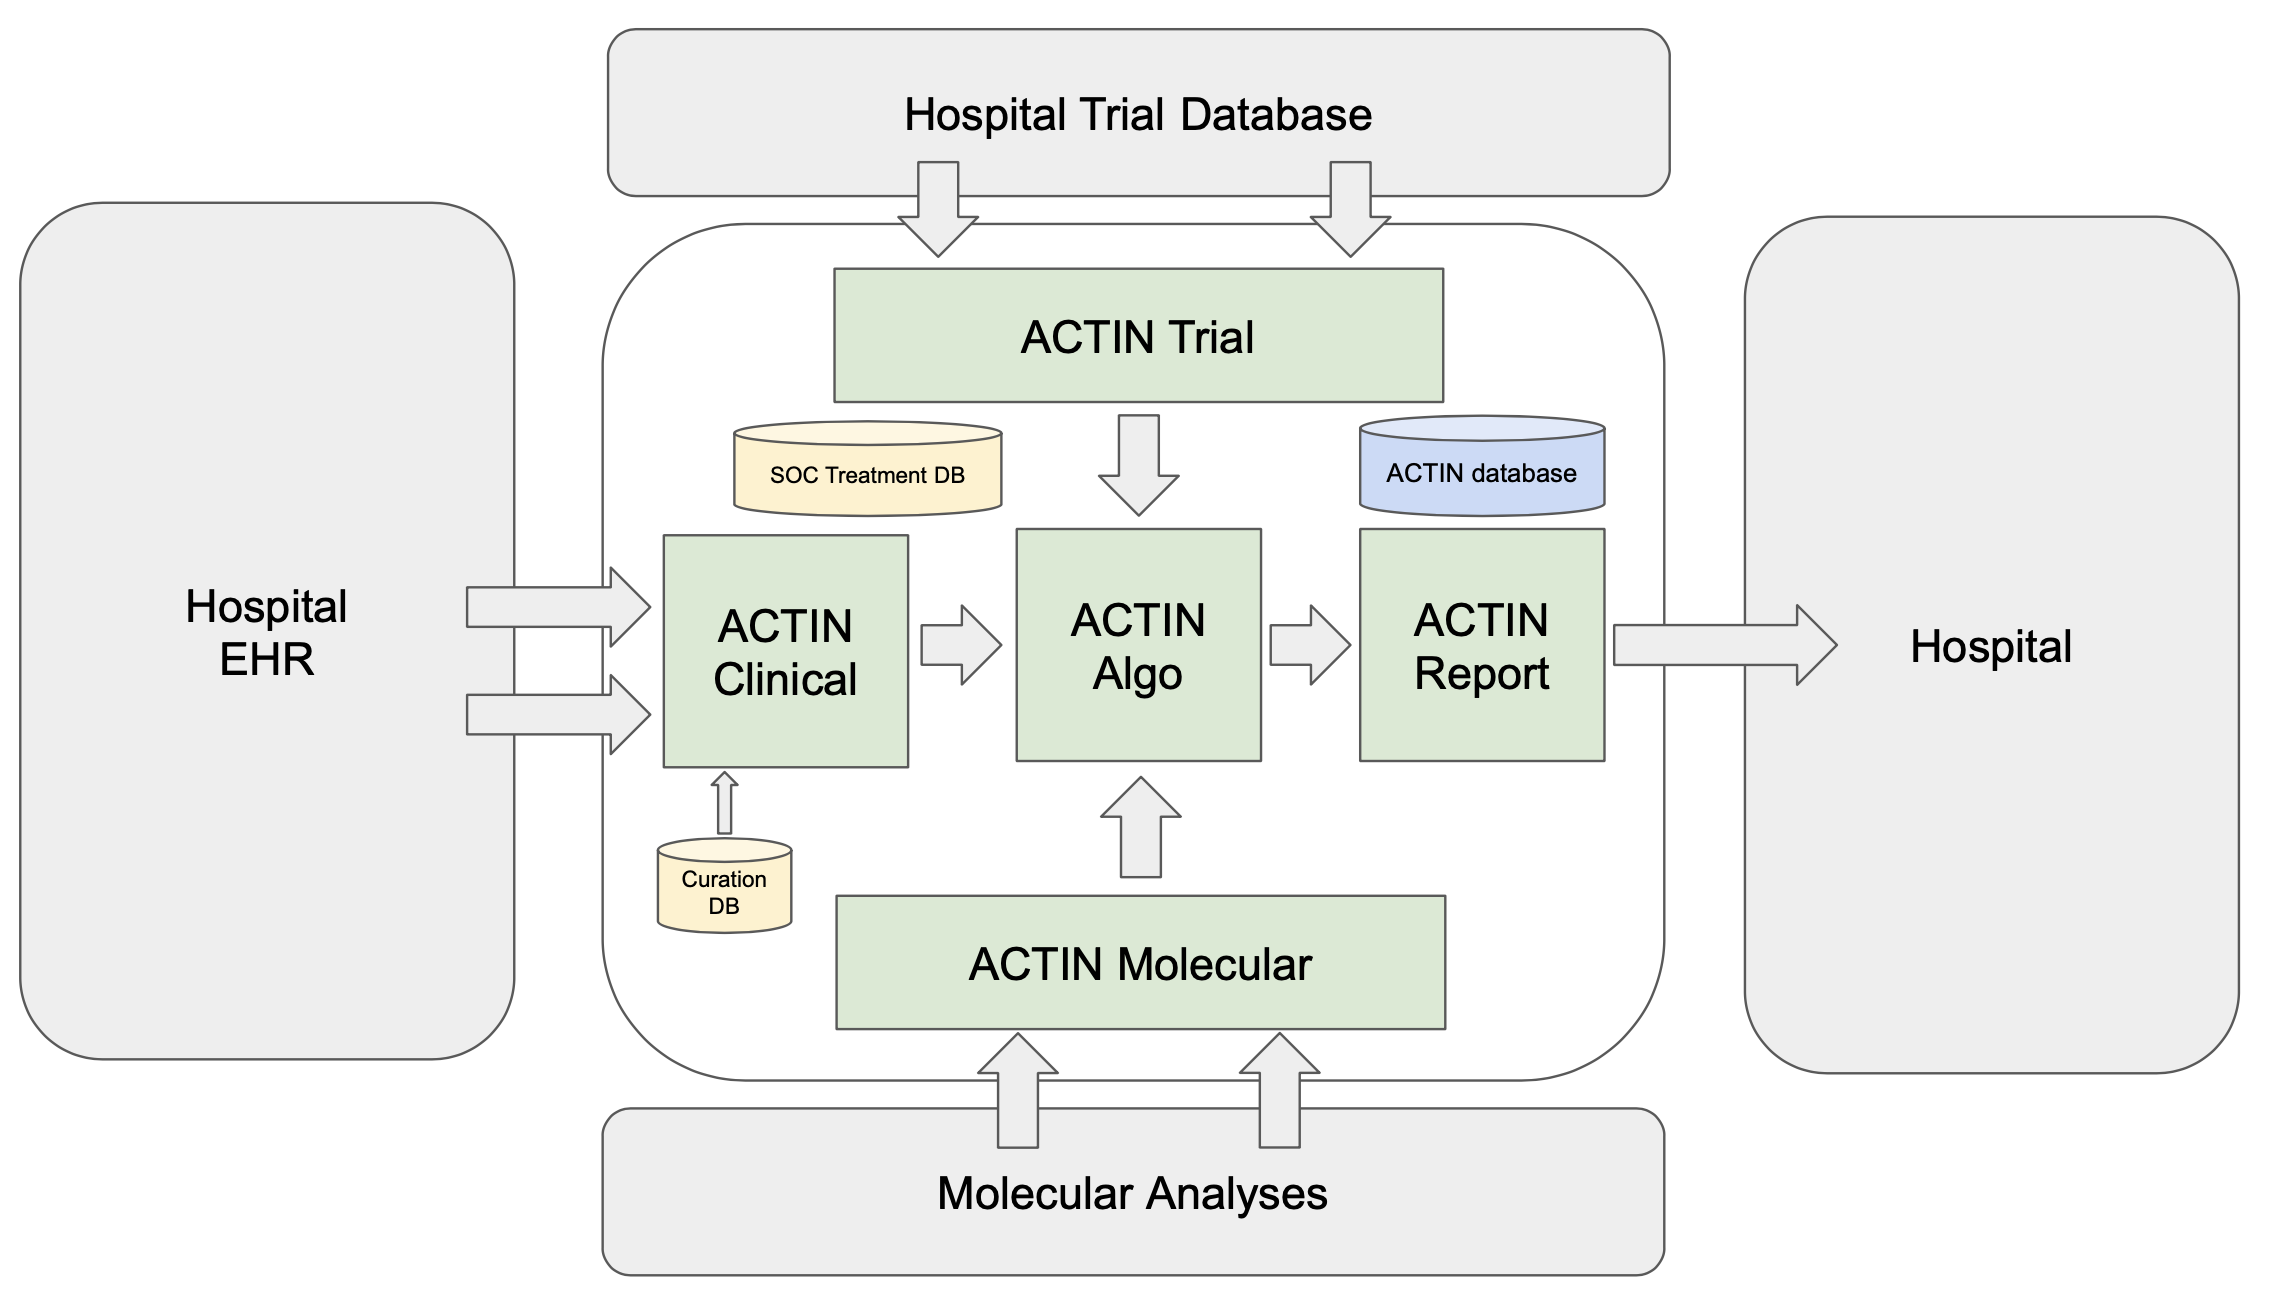 Hospital Trial Database
ACTIN Trial
SOC Treatment DB
ACTIN database
Hospital
EHR
ACTIN
Clinical
ACTIN
Algo
ACTIN
Report
Hospital
Curation
DB
ACTIN Molecular
Molecular Analyses